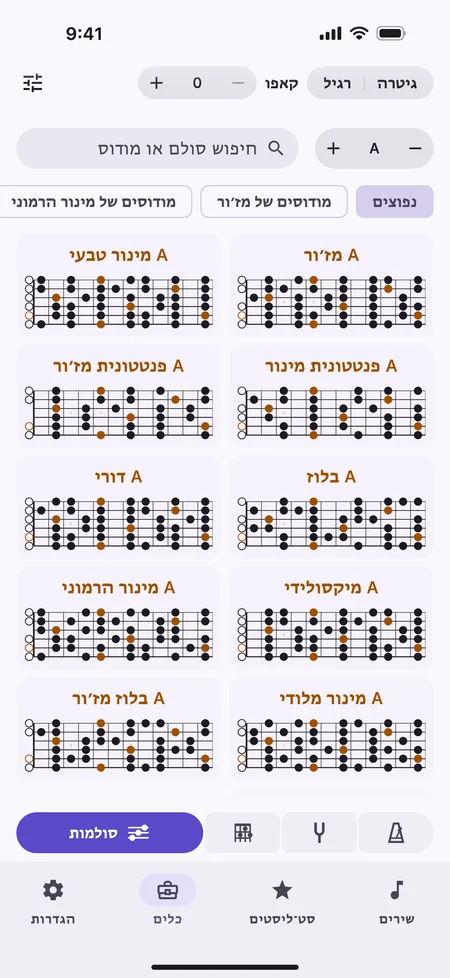 9:41
גיטרה רגיל קאפו − 0 +
− A + חיפוש סולם או מודוס
נפוצים מודוסים של מז׳ור מודוסים של מינור הרמוני
A מז׳ור A מינור טבעי
A פנטטונית מינור A פנטטונית מז׳ור
A בלוז A דורי
A מיקסולידי A מינור הרמוני
A מינור מלודי A בלוז מז׳ור
סולמות
שירים סט־ליסטים כלים הגדרות